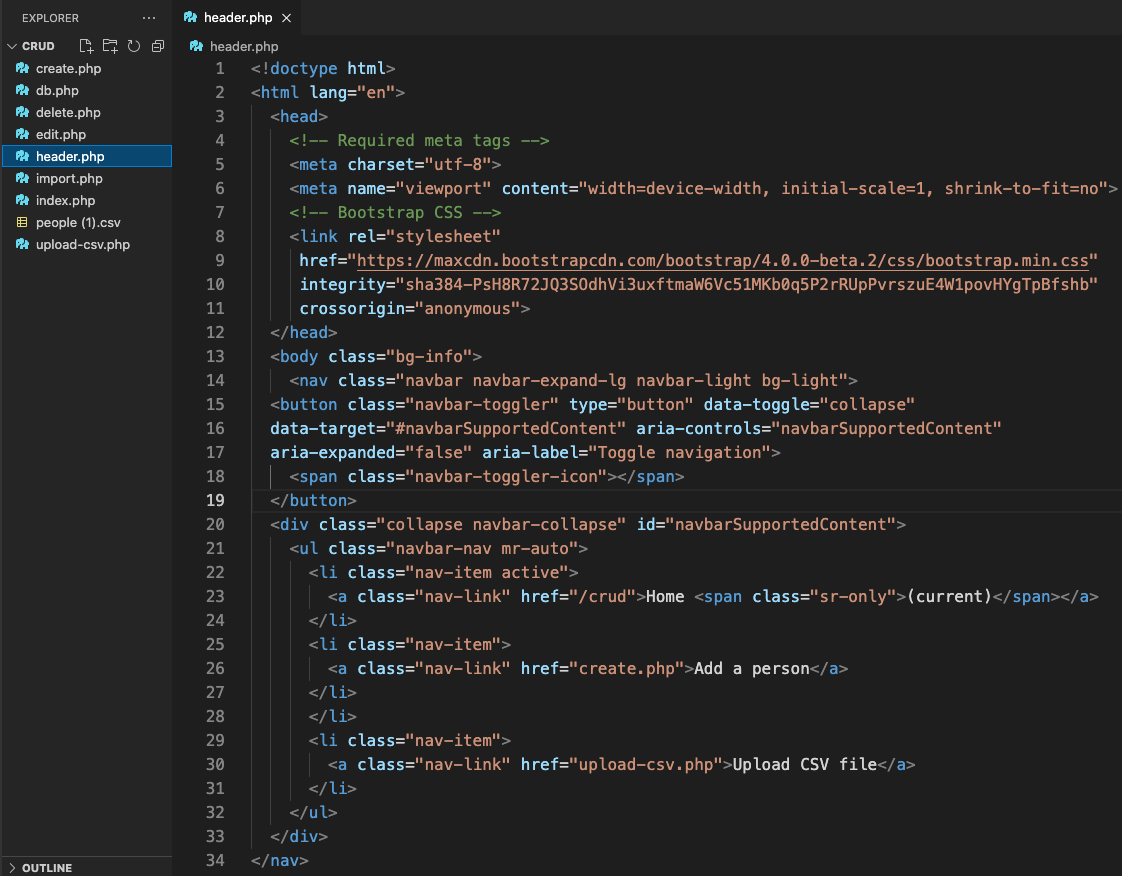 EXPLORER
CRUD
create.php
db.php
delete.php
edit.php
header.php
import.php
index.php
people (1).csv
upload-csv.php
OUTLINE
header.php
header.php
1 <!doctype html>
2 <html lang="en">
3 <head>
4 <!-- Required meta tags -->
5 <meta charset="utf-8">
6 <meta name="viewport" content="width=device-width, initial-scale=1, shrink-to-fit=no">
7 <!-- Bootstrap CSS -->
8 <link rel="stylesheet"
9 href="https://maxcdn.bootstrapcdn.com/bootstrap/4.0.0-beta.2/css/bootstrap.min.css"
10 integrity="sha384-PsH8R72JQ3SOdhVi3uxftmaW6Vc51MKb0q5P2rRUpPvrszuE4W1povHYgTpBfshb"
11 crossorigin="anonymous">
12 </head>
13 <body class="bg-info">
14 <nav class="navbar navbar-expand-lg navbar-light bg-light">
15 <button class="navbar-toggler" type="button" data-toggle="collapse"
16 data-target="#navbarSupportedContent" aria-controls="navbarSupportedContent"
17 aria-expanded="false" aria-label="Toggle navigation">
18 <span class="navbar-toggler-icon"></span>
19 </button>
20 <div class="collapse navbar-collapse" id="navbarSupportedContent">
21 <ul class="navbar-nav mr-auto">
22 <li class="nav-item active">
23 <a class="nav-link" href="/crud">Home <span class="sr-only">(current)</span></a>
24 </li>
25 <li class="nav-item">
26 <a class="nav-link" href="create.php">Add a person</a>
27 </li>
28 </li>
29 <li class="nav-item">
30 <a class="nav-link" href="upload-csv.php">Upload CSV file</a>
31 </li>
32 </ul>
33 </div>
34 </nav>